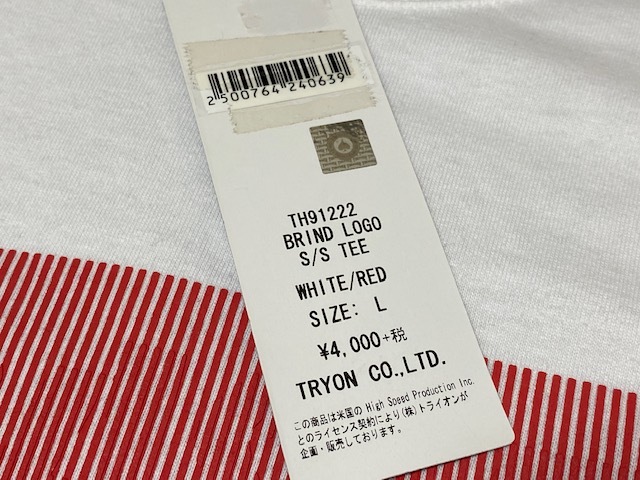 2500764240639
TH91222
BRIND LOGO
S/S TEE
WHITE/RED
SIZE: L
¥4,000+税
TRYON CO.,LTD.
この商品は米国の High Speed Production Inc.
とのライセンス契約により(株)トライオンが
企画・販売しております。